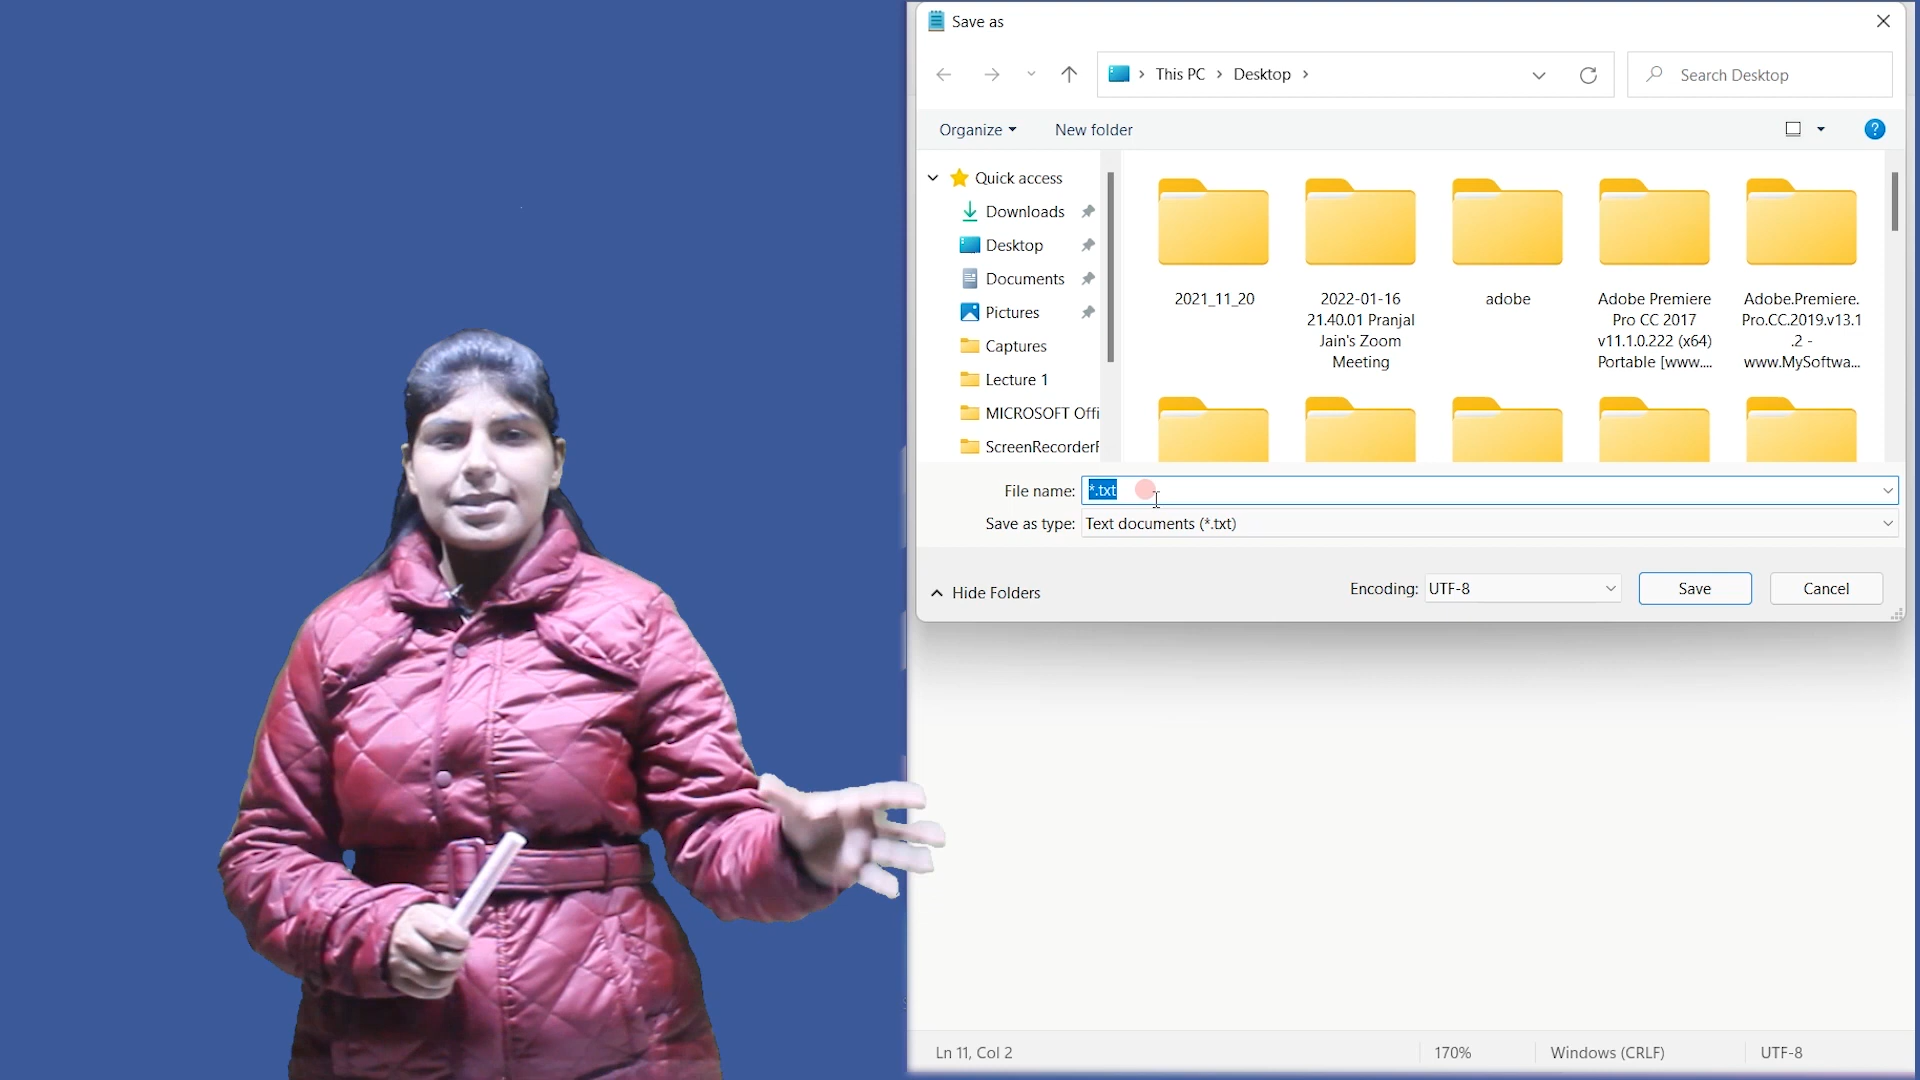 Save as
This PC > Desktop >
Search Desktop
Organize
New folder
Quick access
Downloads
Desktop
Documents
Pictures
Captures
Lecture 1
MICROSOFT Offi
ScreenRecorderF
2021_11_20
2022-01-16
21.40.01 Pranjal
Jain's Zoom
Meeting
adobe
Adobe Premiere
Pro CC 2017
v11.1.0.222 (x64)
Portable [www....
Adobe.Premiere.
Pro.CC.2019.v13.1
.2 -
www.MySoftwa...
File name: *.txt
Save as type: Text documents (*.txt)
Hide Folders
Encoding: UTF-8
Save
Cancel
Ln 11, Col 2
170%
Windows (CRLF)
UTF-8